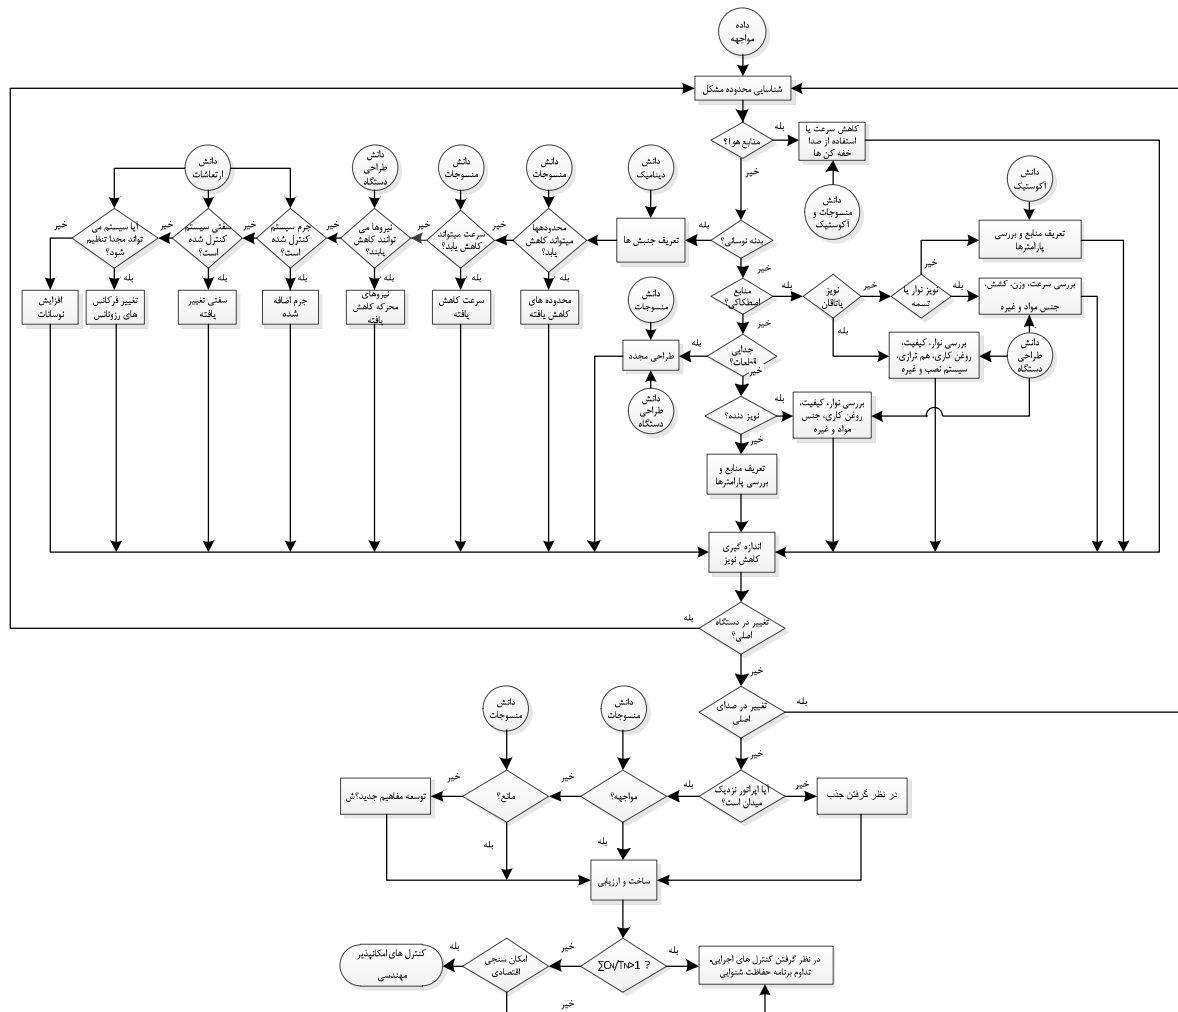 داده
مواجهه
شناسایی محدوده مشکل
منابع هوا؟
بله
کاهش سرعت یا
استفاده از صدا
خفه کن ها
خیر
دانش
منسوجات و
آکوستیک
دانش
آکوستیک
دانش
دینامیک
دانش
منسوجات
دانش
منسوجات
دانش
طراحی
دستگاه
دانش
ارتعاشات
بدنه نوسانی؟
بله
تعریف جنبش ها
محدودهها
میتواند کاهش
یابد؟
خیر
سرعت میتواند
کاهش یابد؟
خیر
نیروها می
توانند کاهش
یابند؟
خیر
جرم سیستم
کنترل شده
است؟
خیر
سفتی سیستم
کنترل شده
است؟
خیر
آیا سیستم می
تواند مجدا تنظیم
شود؟
خیر
تعریف منابع و بررسی
پارامترها
بله
محدوده های
کاهش یافته
بله
سرعت کاهش
یافته
بله
نیروهای
محرکه کاهش
یافته
بله
جرم اضافه
شده
بله
سفتی تغییر
یافته
بله
تغییر فرکانس
های رزونانس
افزایش
نوسانات
خیر
منابع
اصطکاکی؟
بله
نویز
یاتاقان
خیر
نویز نوار یا
تسمه
خیر
بله
بررسی سرعت، وزن، کشش،
جنس مواد و غیره
بله
بررسی نوار، کیفیت،
روغن کاری، هم ترازی،
سیستم نصب و غیره
دانش
طراحی
دستگاه
خیر
جدایی
قطعات؟
بله
طراحی مجدد
دانش
منسوجات
دانش
طراحی
دستگاه
خیر
نویز دنده؟
بله
بررسی نوار، کیفیت،
روغن کاری، جنس
مواد و غیره
خیر
تعریف منابع و
بررسی پارامترها
اندازه گیری
کاهش نویز
تغییر در دستگاه
اصلی؟
بله
خیر
تغییر در صدای
اصلی
بله
خیر
دانش
منسوجات
دانش
منسوجات
آیا اپراتور نزدیک
میدان است؟
خیر
در نظر گرفتن جذب
بله
مواجهه؟
خیر
مانع؟
خیر
توسعه مفاهیم جدید؟ش
بله
بله
ساخت و ارزیابی
∑Cɴ/Tɴ>1 ?
بله
در نظر گرفتن کنترل های اجرایی.
تداوم برنامه حفاظت شنوایی
خیر
امکان سنجی
اقتصادی
بله
کنترل های امکانپذیر
مهندسی
خیر